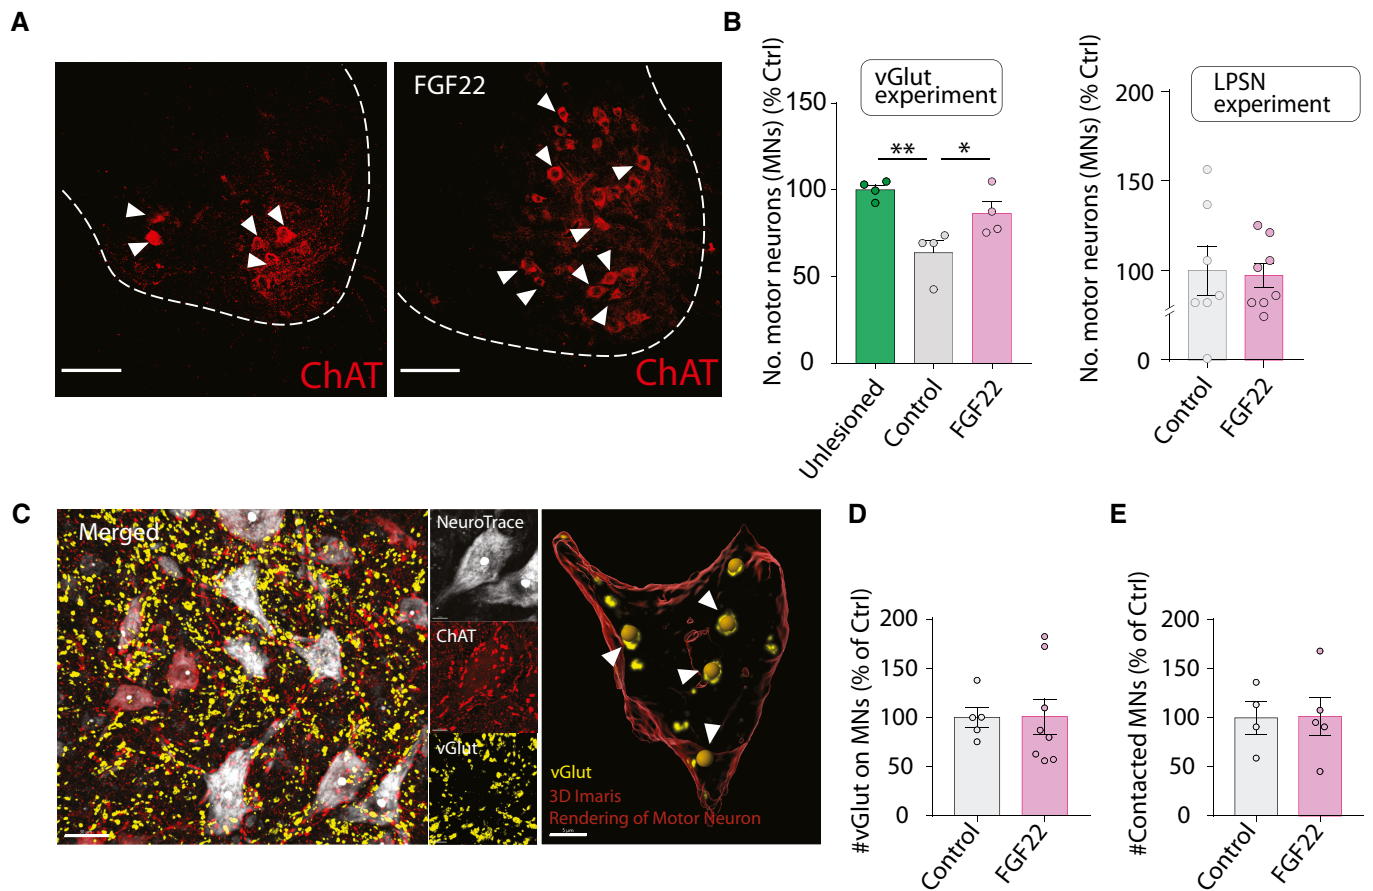 A
FGF22
ChAT
ChAT
B
No. motor neurons (MNs) (% Ctrl)
vGlut
experiment
150
100
50
0
**
*
Unlesioned
Control
FGF22
No. motor neurons (MNs) (% Ctrl)
LPSN
experiment
200
150
100
0
Control
FGF22
C
Merged
NeuroTrace
ChAT
vGlut
vGlut
3D Imaris
Rendering of Motor Neuron
5 µm
D
#vGlut on MNs (% of Ctrl)
200
150
100
50
0
Control
FGF22
E
#Contacted MNs (% of Ctrl)
200
150
100
50
0
Control
FGF22